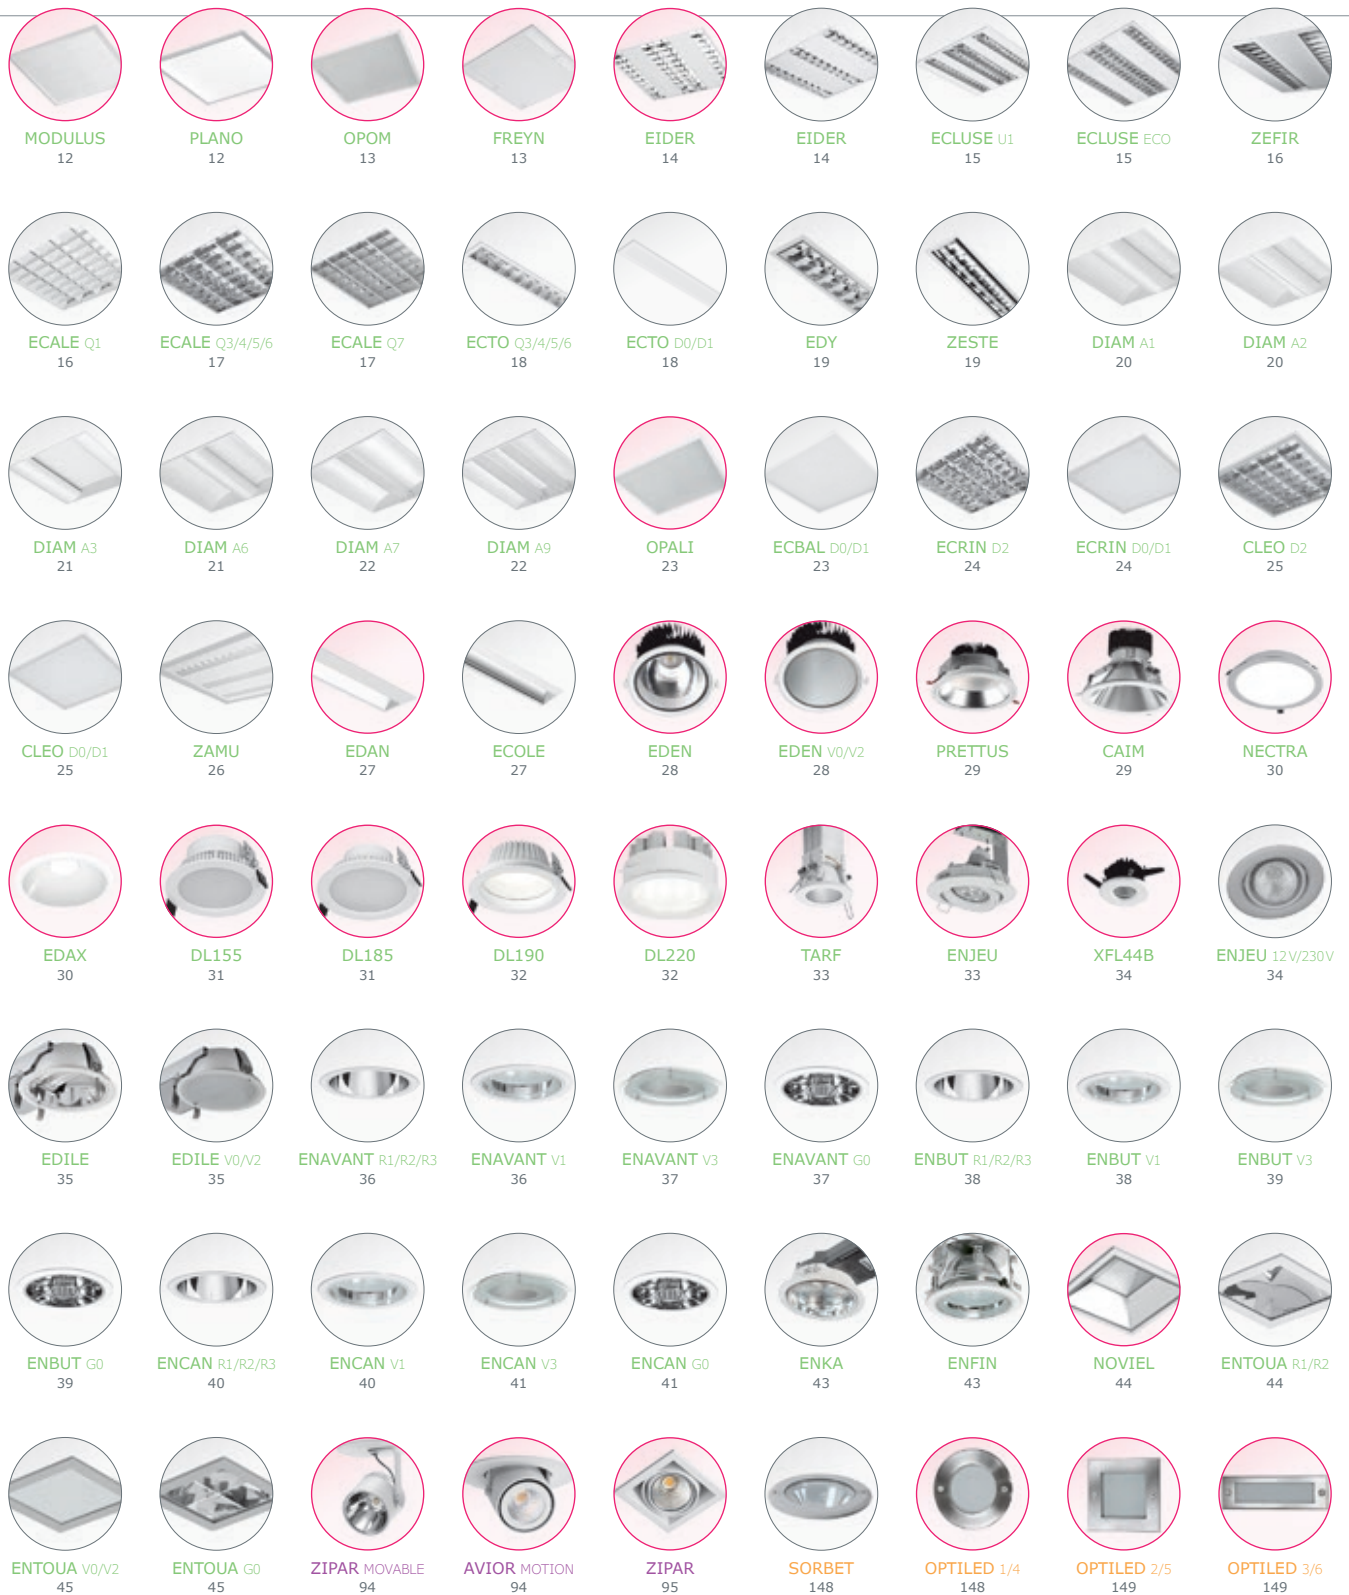 MODULUS PLANO OPOM FREYN EIDER EIDER ECLUSE U1 ECLUSE ECO ZEFIR
12 12 13 13 14 14 15 15 16
ECALE Q1 ECALE Q3/4/5/6 ECALE Q7 ECTO Q3/4/5/6 ECTO D0/D1 EDY ZESTE DIAM A1 DIAM A2
16 17 17 18 18 19 19 20 20
DIAM A3 DIAM A6 DIAM A7 DIAM A9 OPALI ECBAL D0/D1 ECRIN D2 ECRIN D0/D1 CLEO D2
21 21 22 22 23 23 24 24 25
CLEO D0/D1 ZAMU EDAN ECOLE EDEN EDEN V0/V2 PRETTUS CAIM NECTRA
25 26 27 27 28 28 29 29 30
EDAX DL155 DL185 DL190 DL220 TARF ENJEU XFL44B ENJEU 12V/230V
30 31 31 32 32 33 33 34 34
EDILE EDILE V0/V2 ENAVANT R1/R2/R3 ENAVANT V1 ENAVANT V3 ENAVANT G0 ENBUT R1/R2/R3 ENBUT V1 ENBUT V3
35 35 36 36 37 37 38 38 39
ENBUT G0 ENCAN R1/R2/R3 ENCAN V1 ENCAN V3 ENCAN G0 ENKA ENFIN NOVIEL ENTOUA R1/R2
39 40 40 41 41 43 43 44 44
ENTOUA V0/V2 ENTOUA G0 ZIPAR MOVABLE AVIOR MOTION ZIPAR SORBET OPTILED 1/4 OPTILED 2/5 OPTILED 3/6
45 45 94 94 95 148 148 149 149